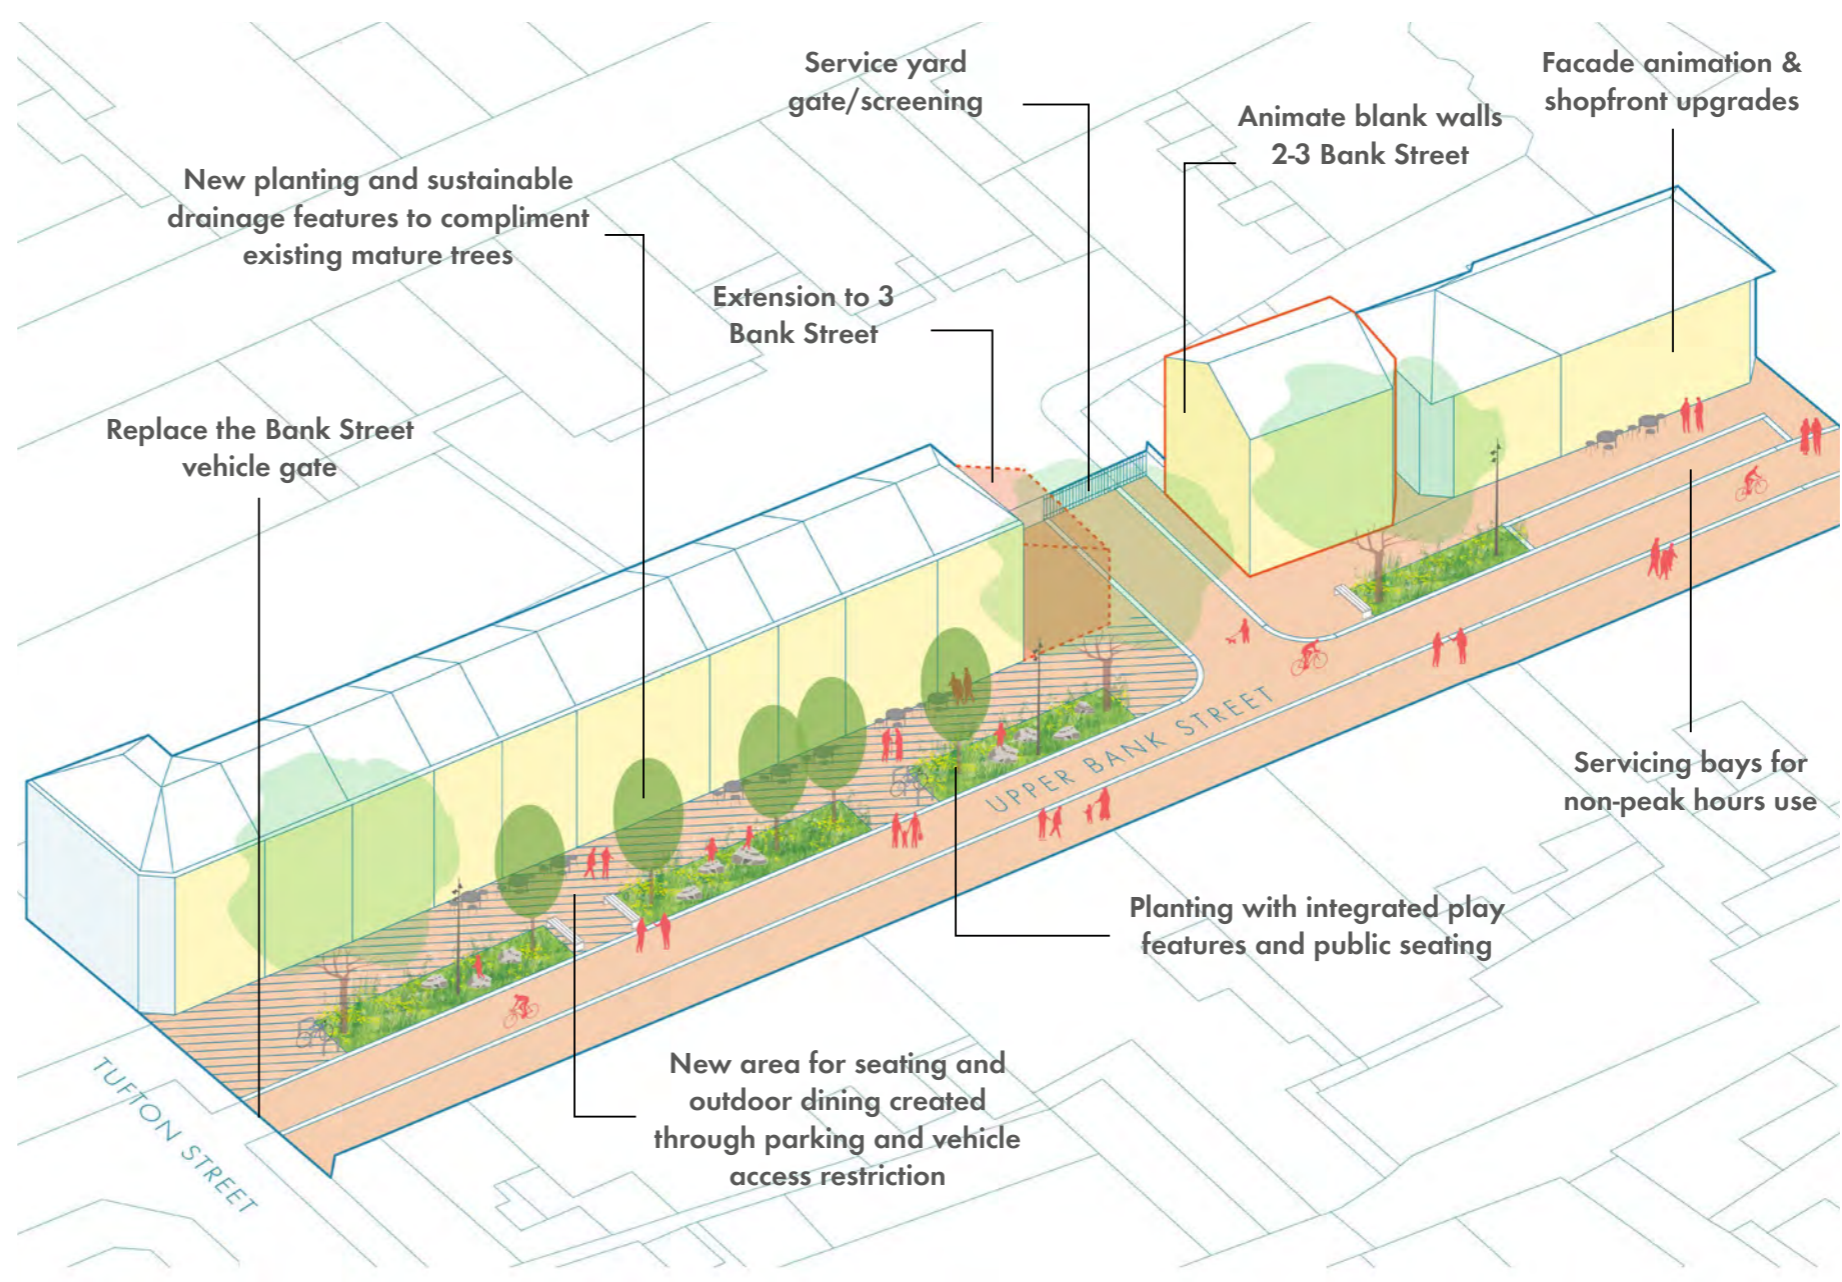 Service yard
gate/screening
Facade animation &
shopfront upgrades
Animate blank walls
2-3 Bank Street
New planting and sustainable
drainage features to compliment
existing mature trees
Extension to 3
Bank Street
Replace the Bank Street
vehicle gate
UPPER BANK STREET
Servicing bays for
non-peak hours use
Planting with integrated play
features and public seating
New area for seating and
outdoor dining created
through parking and vehicle
access restriction
TUFTON STREET